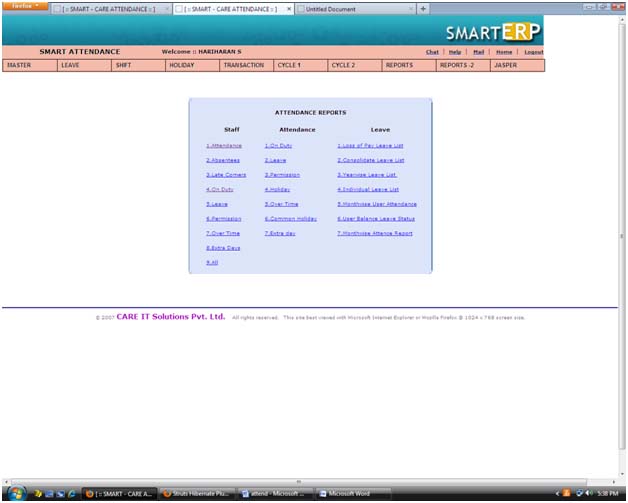 Firefox
[ :: SMART - CARE ATTENDANCE :: ]
[ :: SMART - CARE ATTENDANCE :: ]
Untitled Document
SMARTERP
SMART ATTENDANCE
Welcome :: HARIHARAN S
Chat | Help | Mail | Home | Logout
MASTER LEAVE SHIFT HOLIDAY TRANSACTION CYCLE 1 CYCLE 2 REPORTS REPORTS -2 JASPER
ATTENDANCE REPORTS
Staff Attendance Leave
1.Attendance 1.On Duty 1.Loss of Pay Leave List
2.Absentees 2.Leave 2.Consolidate Leave List
3.Late Comers 3.Permission 3.Yearwise Leave List
4.On Duty 4.Holiday 4.Individual Leave List
5.Leave 5.Over Time 5.Monthwise User Attendance
6.Permission 6.Common Holiday 6.User Balance Leave Status
7.Over Time 7.Extra day 7.Monthwise Attence Report
8.Extra Days
9.All
© 2007 CARE IT Solutions Pvt. Ltd. All rights reserved. This site best viewed with Microsoft Internet Explorer or Mozilla Firefox @ 1024 x 768 screen size.
[ :: SMART - CARE A... Struts Hibernate Plu... attend - Microsoft ... Microsoft Word 5:38 PM